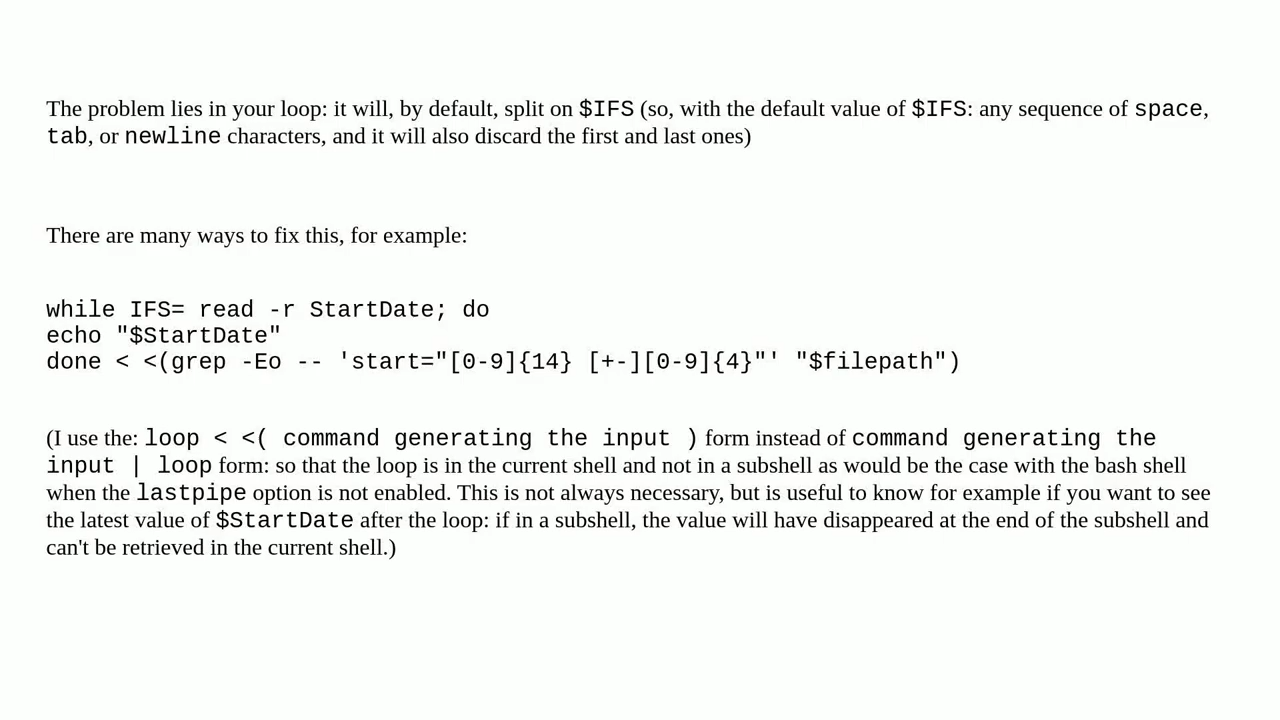 The problem lies in your loop: it will, by default, split on $IFS (so, with the default value of $IFS: any sequence of space,
tab, or newline characters, and it will also discard the first and last ones)
There are many ways to fix this, for example:
while IFS= read -r StartDate; do
echo "$StartDate"
done < <(grep -Eo -- 'start="[0-9]{14} [+-][0-9]{4}"' "$filepath")
(I use the: loop < <( command generating the input ) form instead of command generating the
input | loop form: so that the loop is in the current shell and not in a subshell as would be the case with the bash shell
when the lastpipe option is not enabled. This is not always necessary, but is useful to know for example if you want to see
the latest value of $StartDate after the loop: if in a subshell, the value will have disappeared at the end of the subshell and
can't be retrieved in the current shell.)